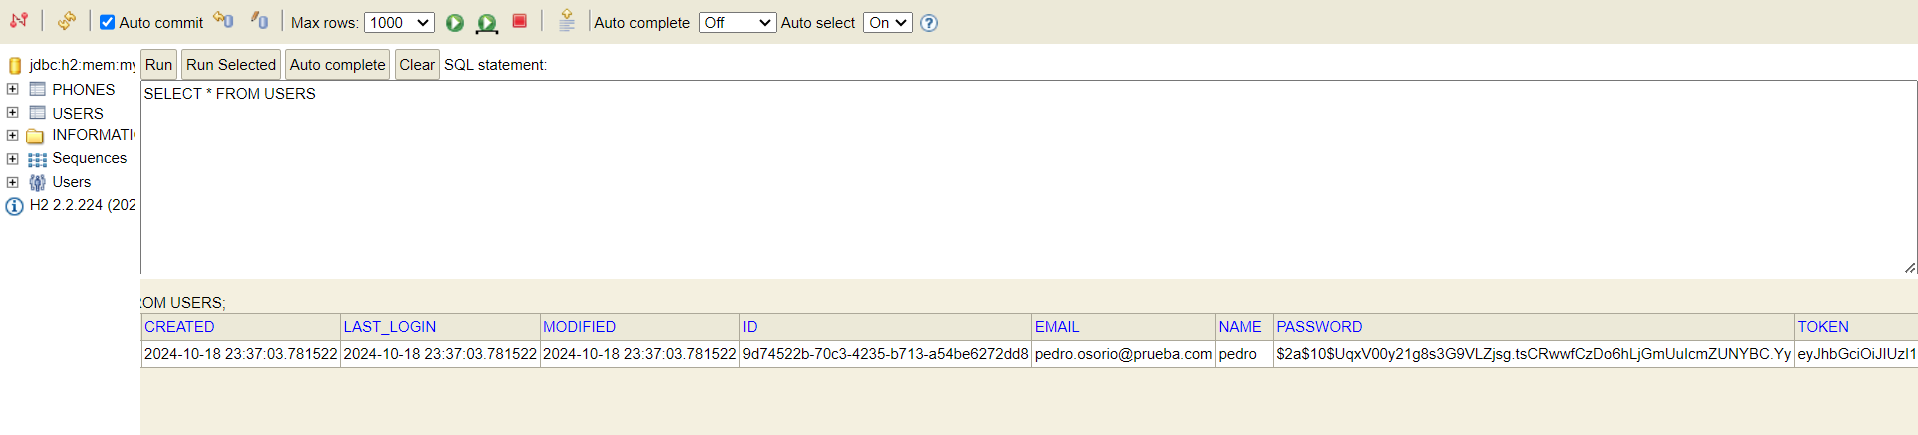 Auto commit Max rows: 1000 Auto complete Off Auto select On
jdbc:h2:mem:my Run Run Selected Auto complete Clear SQL statement:
PHONES
SELECT * FROM USERS
USERS
INFORMATI
Sequences
Users
H2 2.2.224 (202
OM USERS;
CREATED LAST_LOGIN MODIFIED ID EMAIL NAME PASSWORD TOKEN
2024-10-18 23:37:03.781522 2024-10-18 23:37:03.781522 2024-10-18 23:37:03.781522 9d74522b-70c3-4235-b713-a54be6272dd8 pedro.osorio@prueba.com pedro $2a$10$UqxV00y21g8s3G9VLZjsg.tsCRwwfCzDo6hLjGmUulcmZUNYBC.Yy eyJhbGciOiJIUzI1